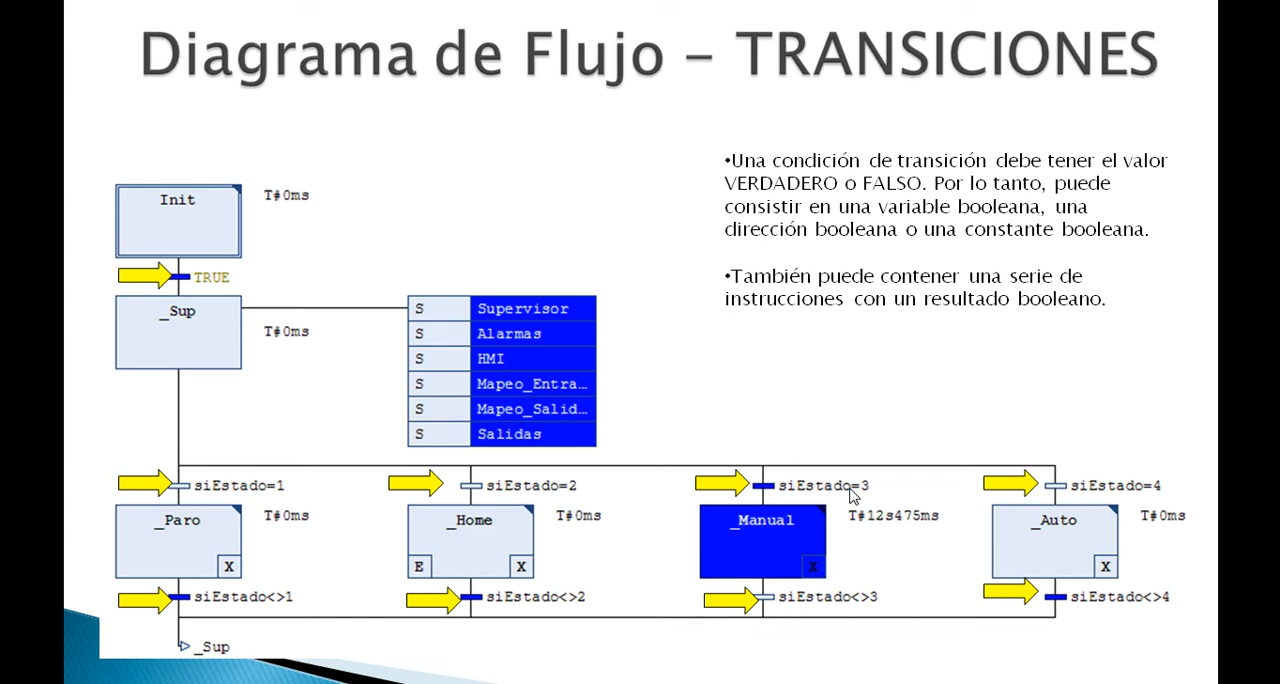 Diagrama de Flujo – TRANSICIONES
•Una condición de transición debe tener el valor
VERDADERO o FALSO. Por lo tanto, puede
consistir en una variable booleana, una
dirección booleana o una constante booleana.
•También puede contener una serie de
instrucciones con un resultado booleano.
Init
T#0ms
TRUE
_Sup
T#0ms
S Supervisor
S Alarmas
S HMI
S Mapeo_Entra…
S Mapeo_Salid…
S Salidas
siEstado=1
siEstado=2
siEstado=3
siEstado=4
_Paro
T#0ms
X
_Home
T#0ms
E X
_Manual
T#12s475ms
X
_Auto
T#0ms
X
siEstado<>1
siEstado<>2
siEstado<>3
siEstado<>4
_Sup